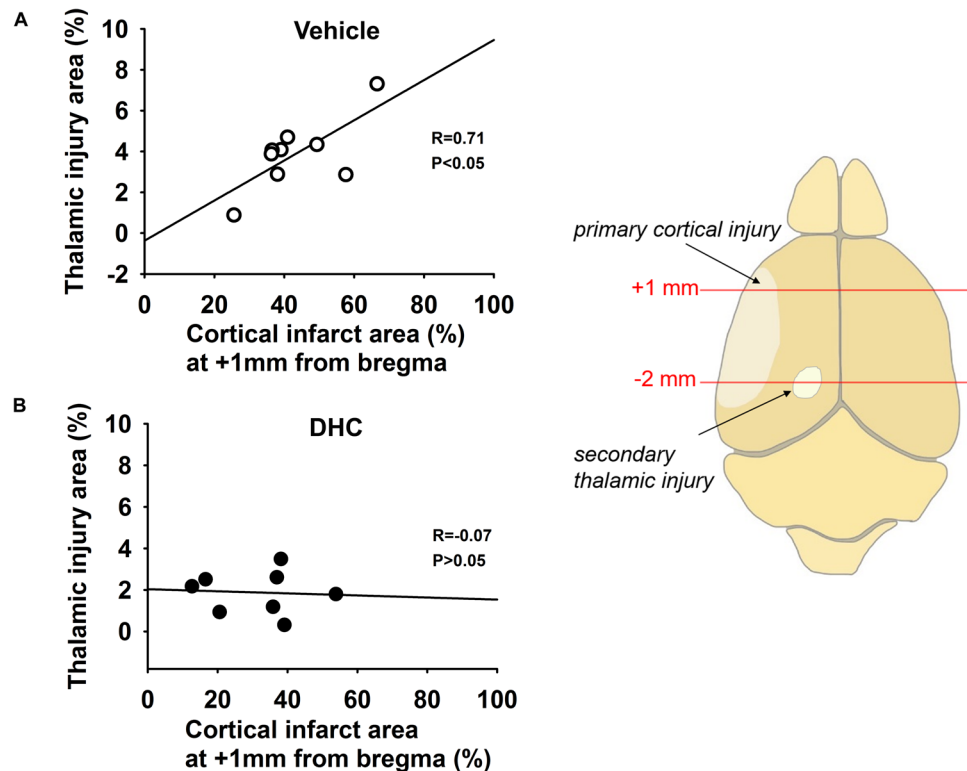 A
Vehicle
Thalamic injury area (%)
10
8
6
4
2
0
-2
R=0.71
P<0.05
0 20 40 60 80 100
Cortical infarct area (%)
at +1mm from bregma
B
DHC
Thalamic injury area (%)
10
8
6
4
2
0
R=-0.07
P>0.05
0 20 40 60 80 100
Cortical infarct area
at +1mm from bregma (%)
primary cortical injury
+1 mm
-2 mm
secondary
thalamic injury